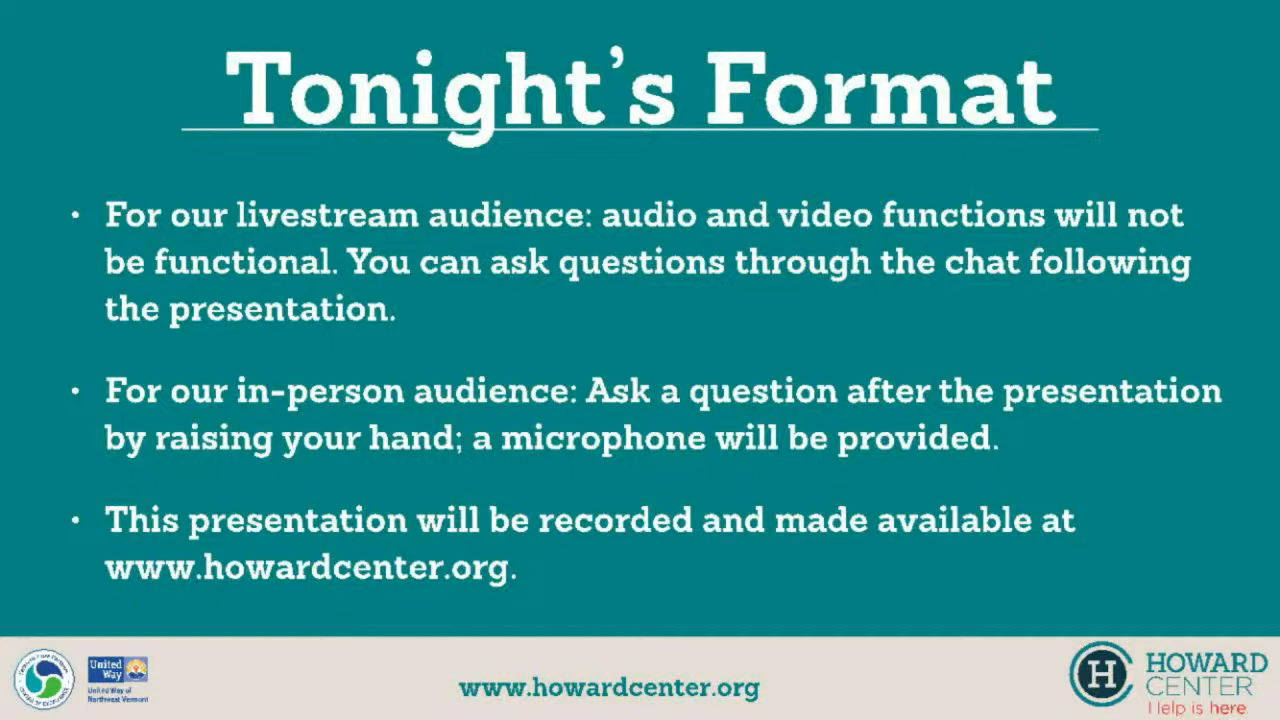 Tonight's Format
• For our livestream audience: audio and video functions will not
be functional. You can ask questions through the chat following
the presentation.
• For our in-person audience: Ask a question after the presentation
by raising your hand; a microphone will be provided.
• This presentation will be recorded and made available at
www.howardcenter.org.
United
Way
United Way of
Northwest Vermont
www.howardcenter.org
H
HOWARD
CENTER
Help is here.